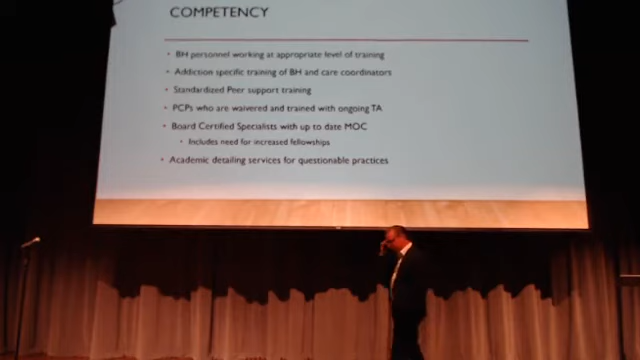 COMPETENCY
• BH personnel working at appropriate level of training
• Addiction specific training of BH and care coordinators
• Standardized Peer support training
• PCPs who are waivered and trained with ongoing TA
• Board Certified Specialists with up to date MOC
• Includes need for increased fellowships
• Academic detailing services for questionable practices